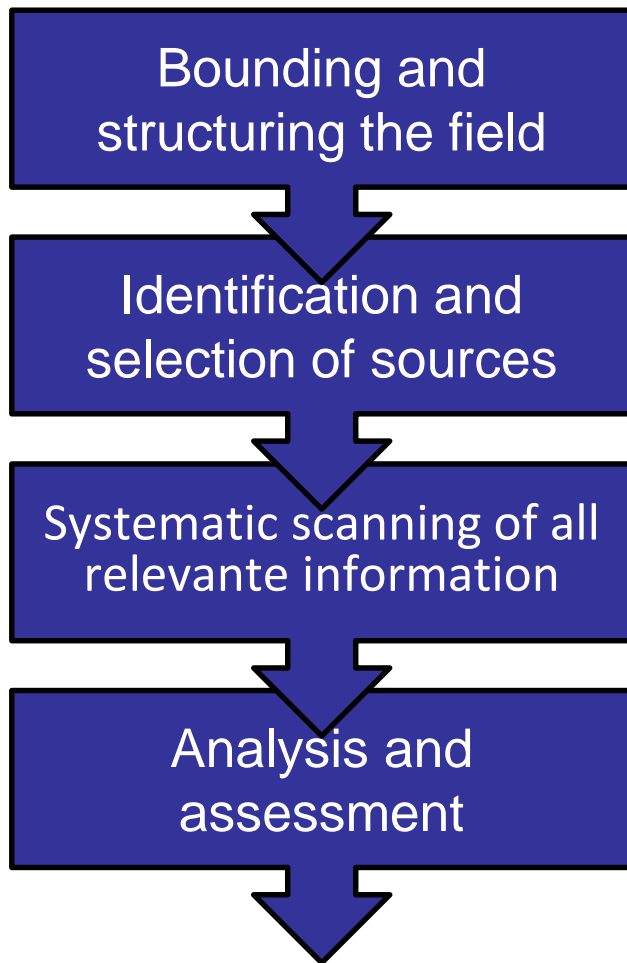 Bounding and
structuring the field
Identification and
selection of sources
Systematic scanning of all
relevante information
Analysis and
assessment